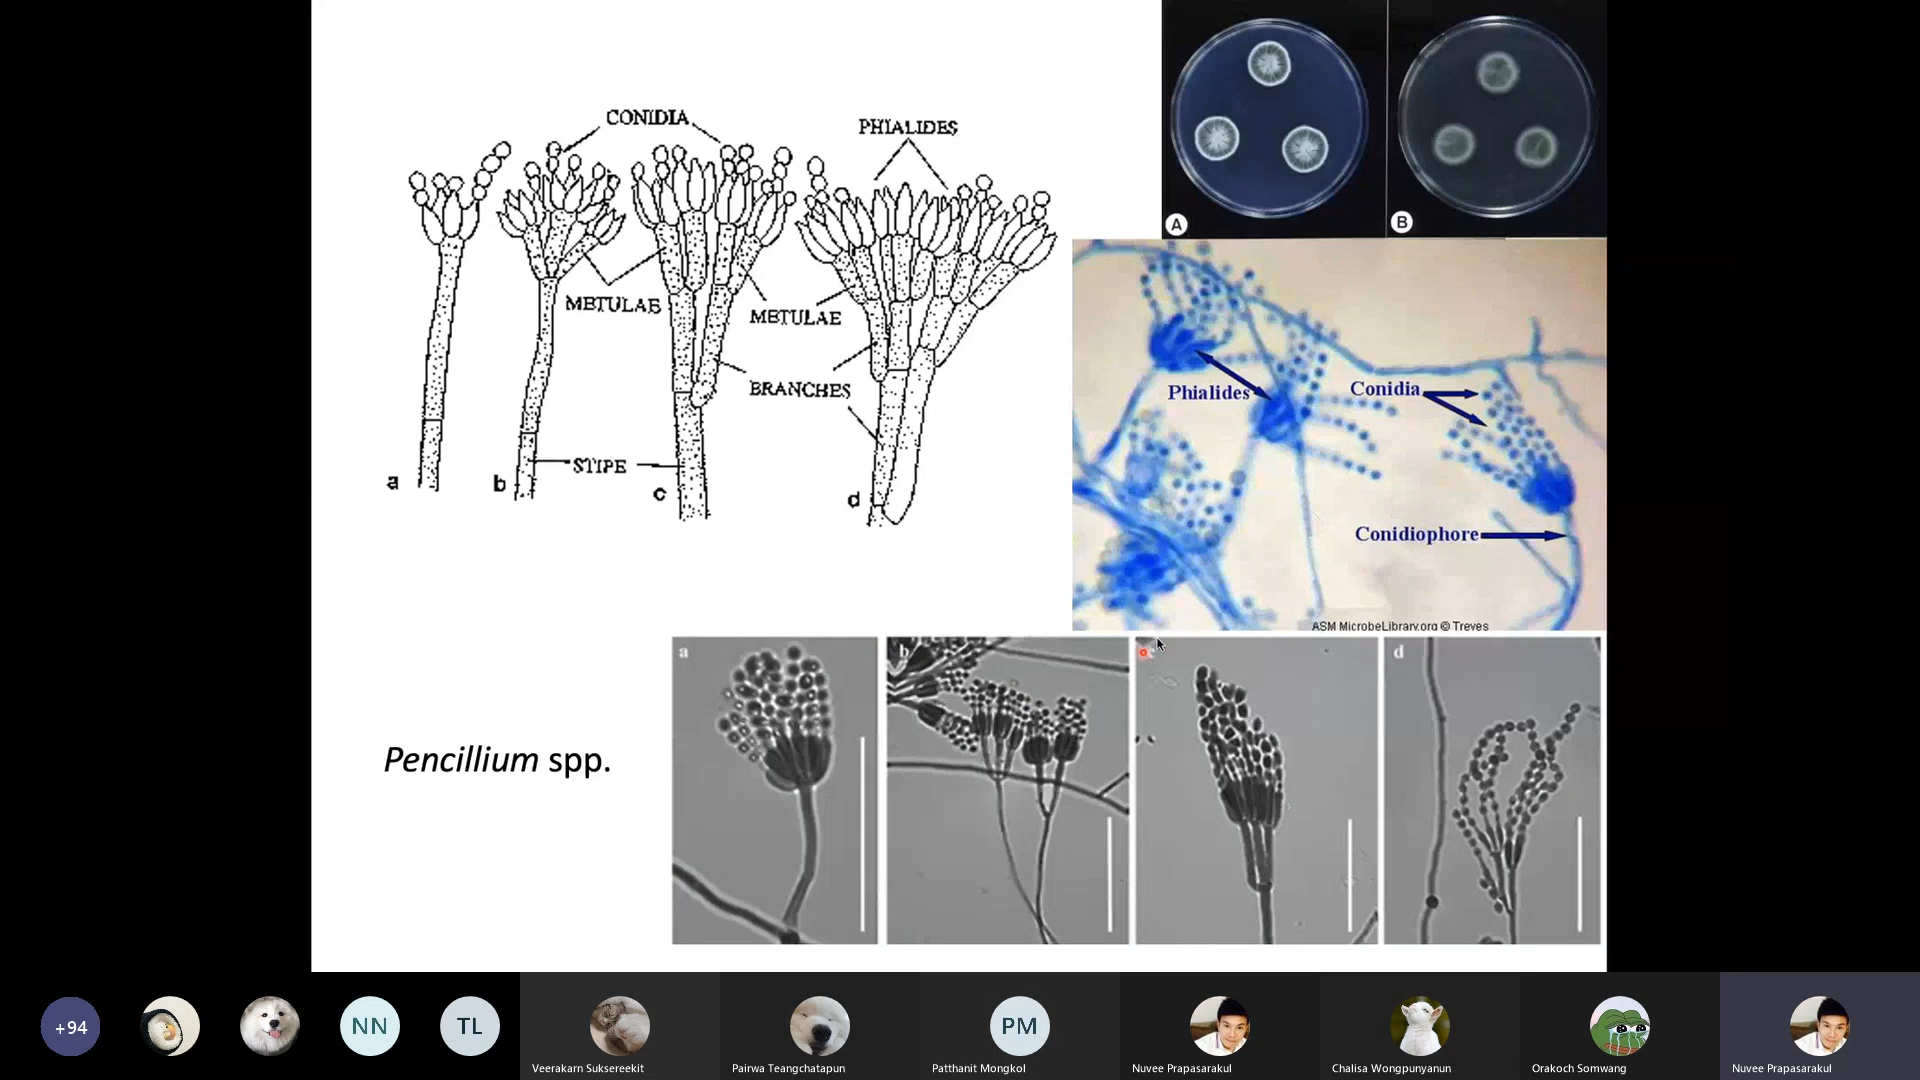 CONIDIA
PHIALIDES
METULAE
METULAE
BRANCHES
STIPE
a
b
c
d
A
B
Phialides
Conidia
Conidiophore
ASM MicrobeLibrary.org © Treves
Pencillium spp.
a
b
c
d
+94
NN
TL
PM
Veerakarn Suksereekit
Pairwa Teangchatapun
Patthanit Mongkol
Nuvee Prapasarakul
Chalisa Wongpunyanun
Orakoch Somwang
Nuvee Prapasarakul